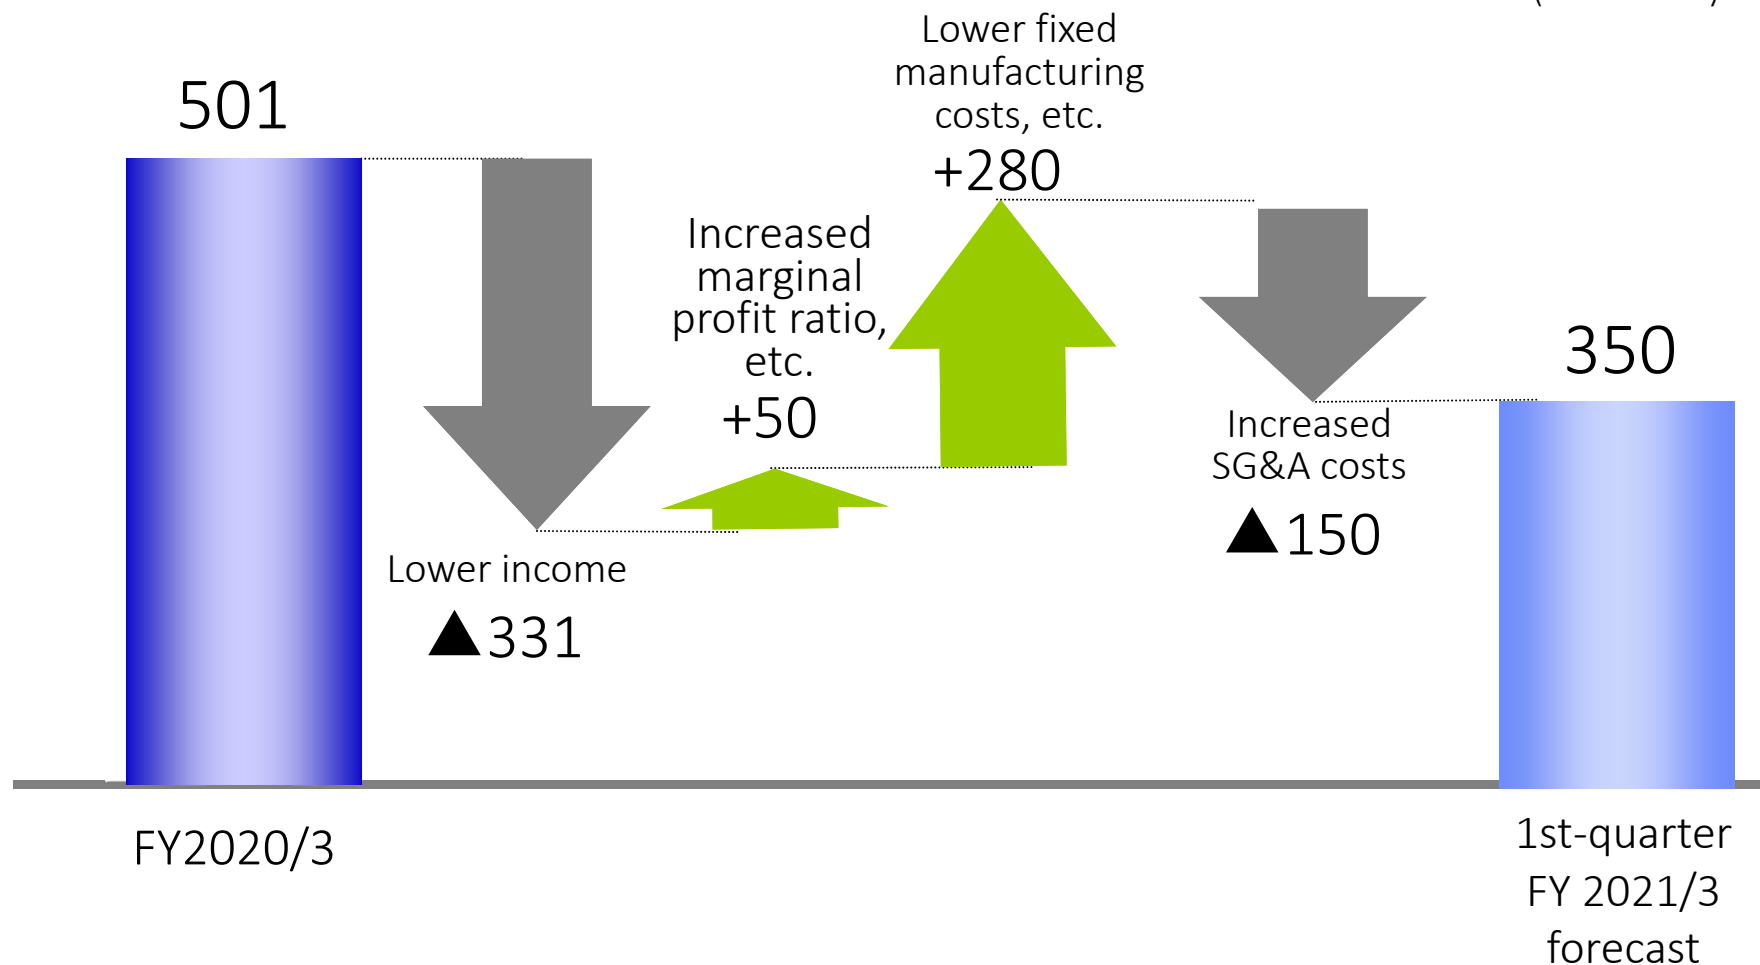 501
Lower income
▲331
Increased
marginal
profit ratio,
etc.
+50
Lower fixed
manufacturing
costs, etc.
+280
Increased
SG&A costs
▲150
350
FY2020/3
1st-quarter
FY 2021/3
forecast